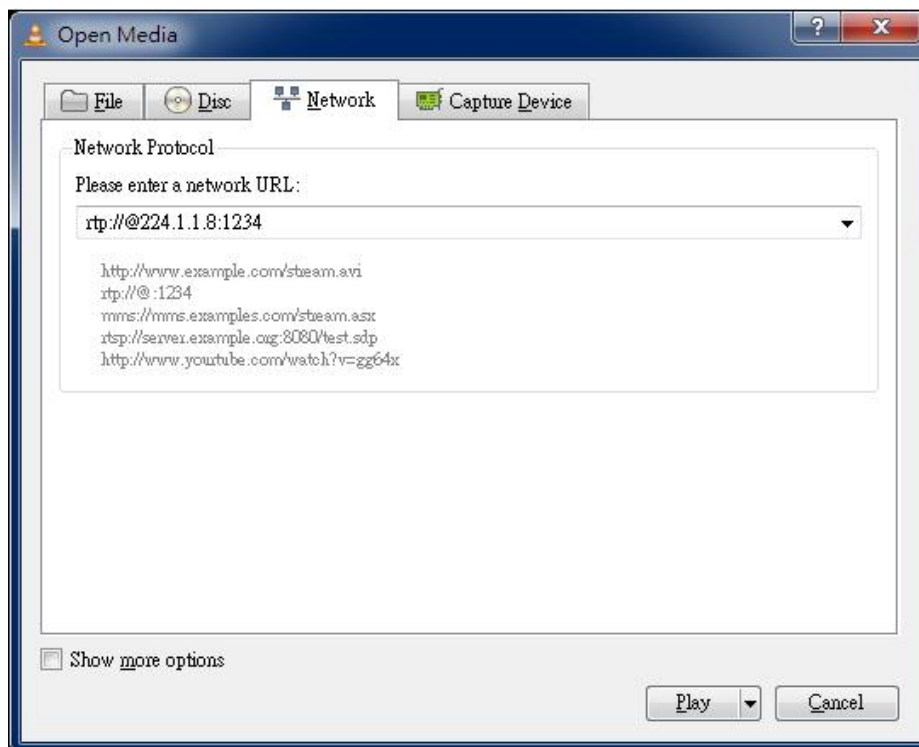 Open Media
File Disc Network Capture Device
Network Protocol
Please enter a network URL:
rtp://@224.1.1.8:1234
http://www.example.com/stream.avi
rtp://@ :1234
mms://mms.examples.com/stream.asx
rtsp://server.example.org:8080/test.sdp
http://www.yourtube.com/watch?v=gg64x
Show more options
Play Cancel